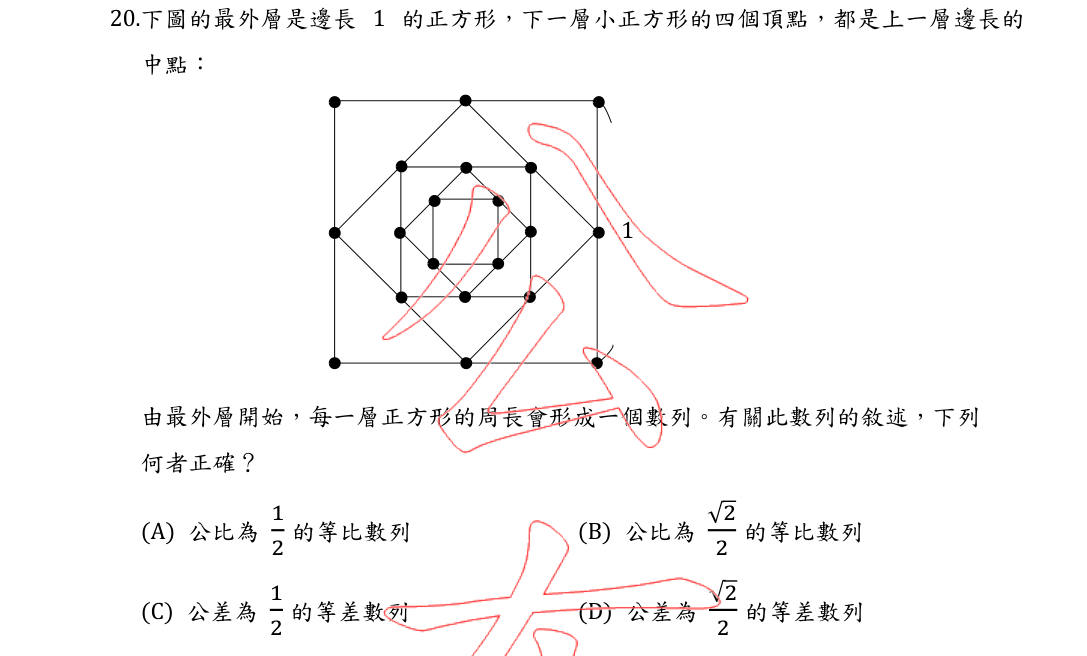 20.下圖的最外層是邊長 1 的正方形，下一層小正方形的四個頂點，都是上一層邊長的
中點：
1
由最外層開始，每一層正方形的周長會形成一個數列。有關此數列的敘述，下列
何者正確？
(A) 公比為 1/2 的等比數列 (B) 公比為 √2/2 的等比數列
(C) 公差為 1/2 的等差數列 (D) 公差為 √2/2 的等差數列